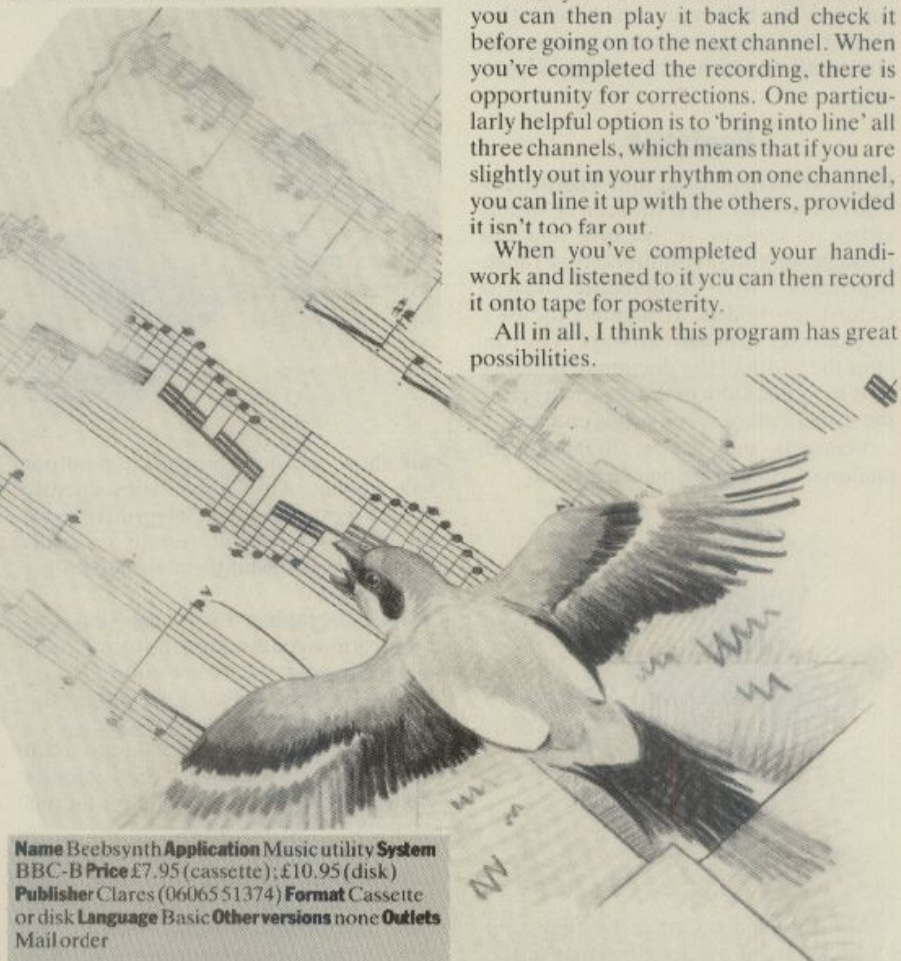 you can then play it back and check it
before going on to the next channel. When
you've completed the recording, there is
opportunity for corrections. One particu-
larly helpful option is to 'bring into line' all
three channels, which means that if you are
slightly out in your rhythm on one channel,
you can line it up with the others, provided
it isn't too far out.
When you've completed your handi-
work and listened to it ycu can then record
it onto tape for posterity.
All in all, I think this program has great
possibilities.
Name Beebsynth Application Music utility System
BBC-B Price £7.95 (cassette); £10.95 (disk)
Publisher Clares (0606 51374) Format Cassette
or disk Language Basic Other versions none Outlets
Mail order